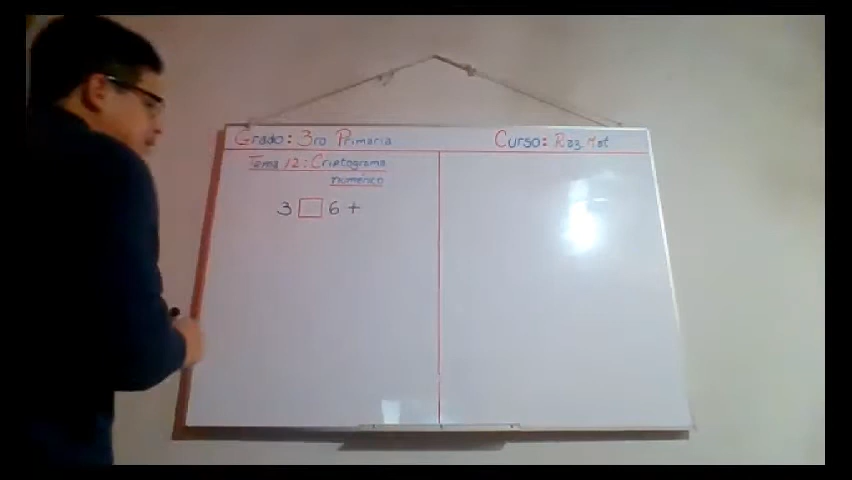 Grado: 3ro Primaria
Curso: Raz. Mat
Tema 12: Criptograma
numérico
3 □ 6 +